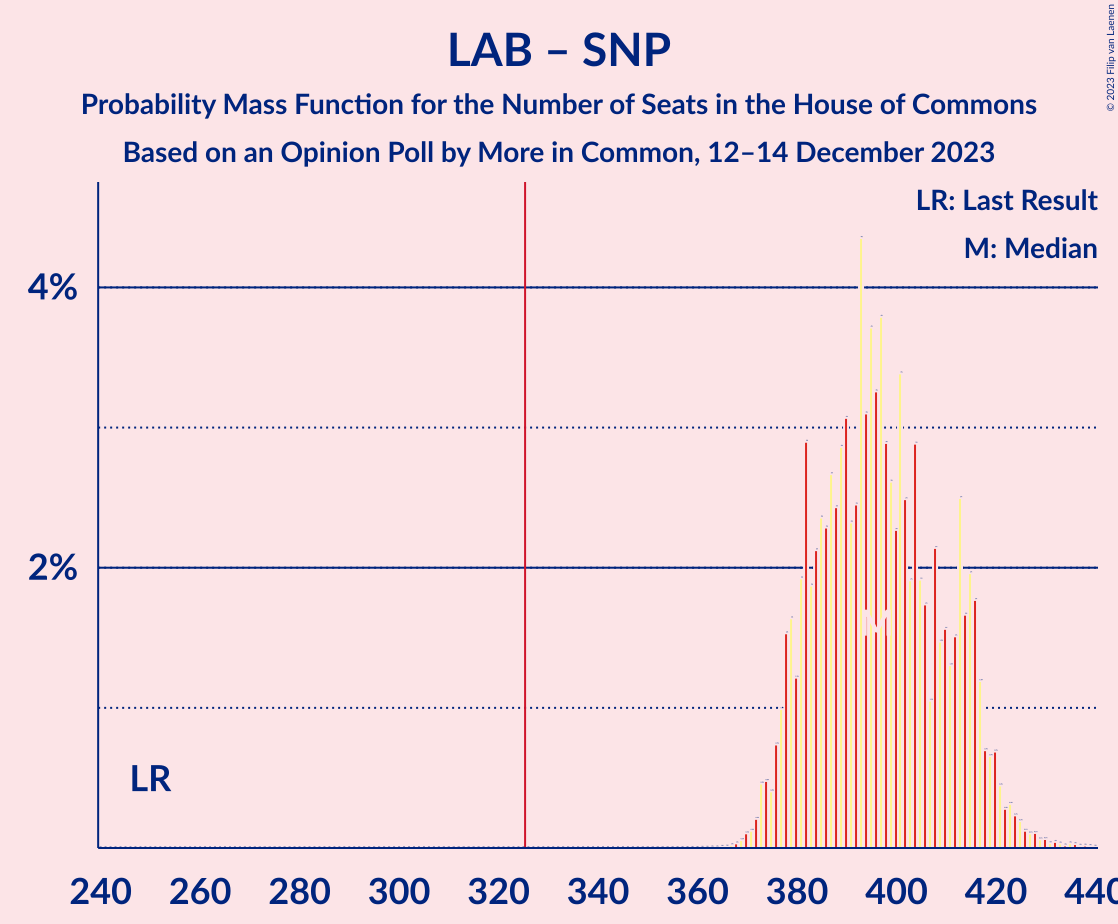 LAB – SNP
Probability Mass Function for the Number of Seats in the House of Commons
Based on an Opinion Poll by More in Common, 12–14 December 2023
© 2023 Filip van Laenen
LR: Last Result
M: Median
4%
2%
LR
M
240 260 280 300 320 340 360 380 400 420 440